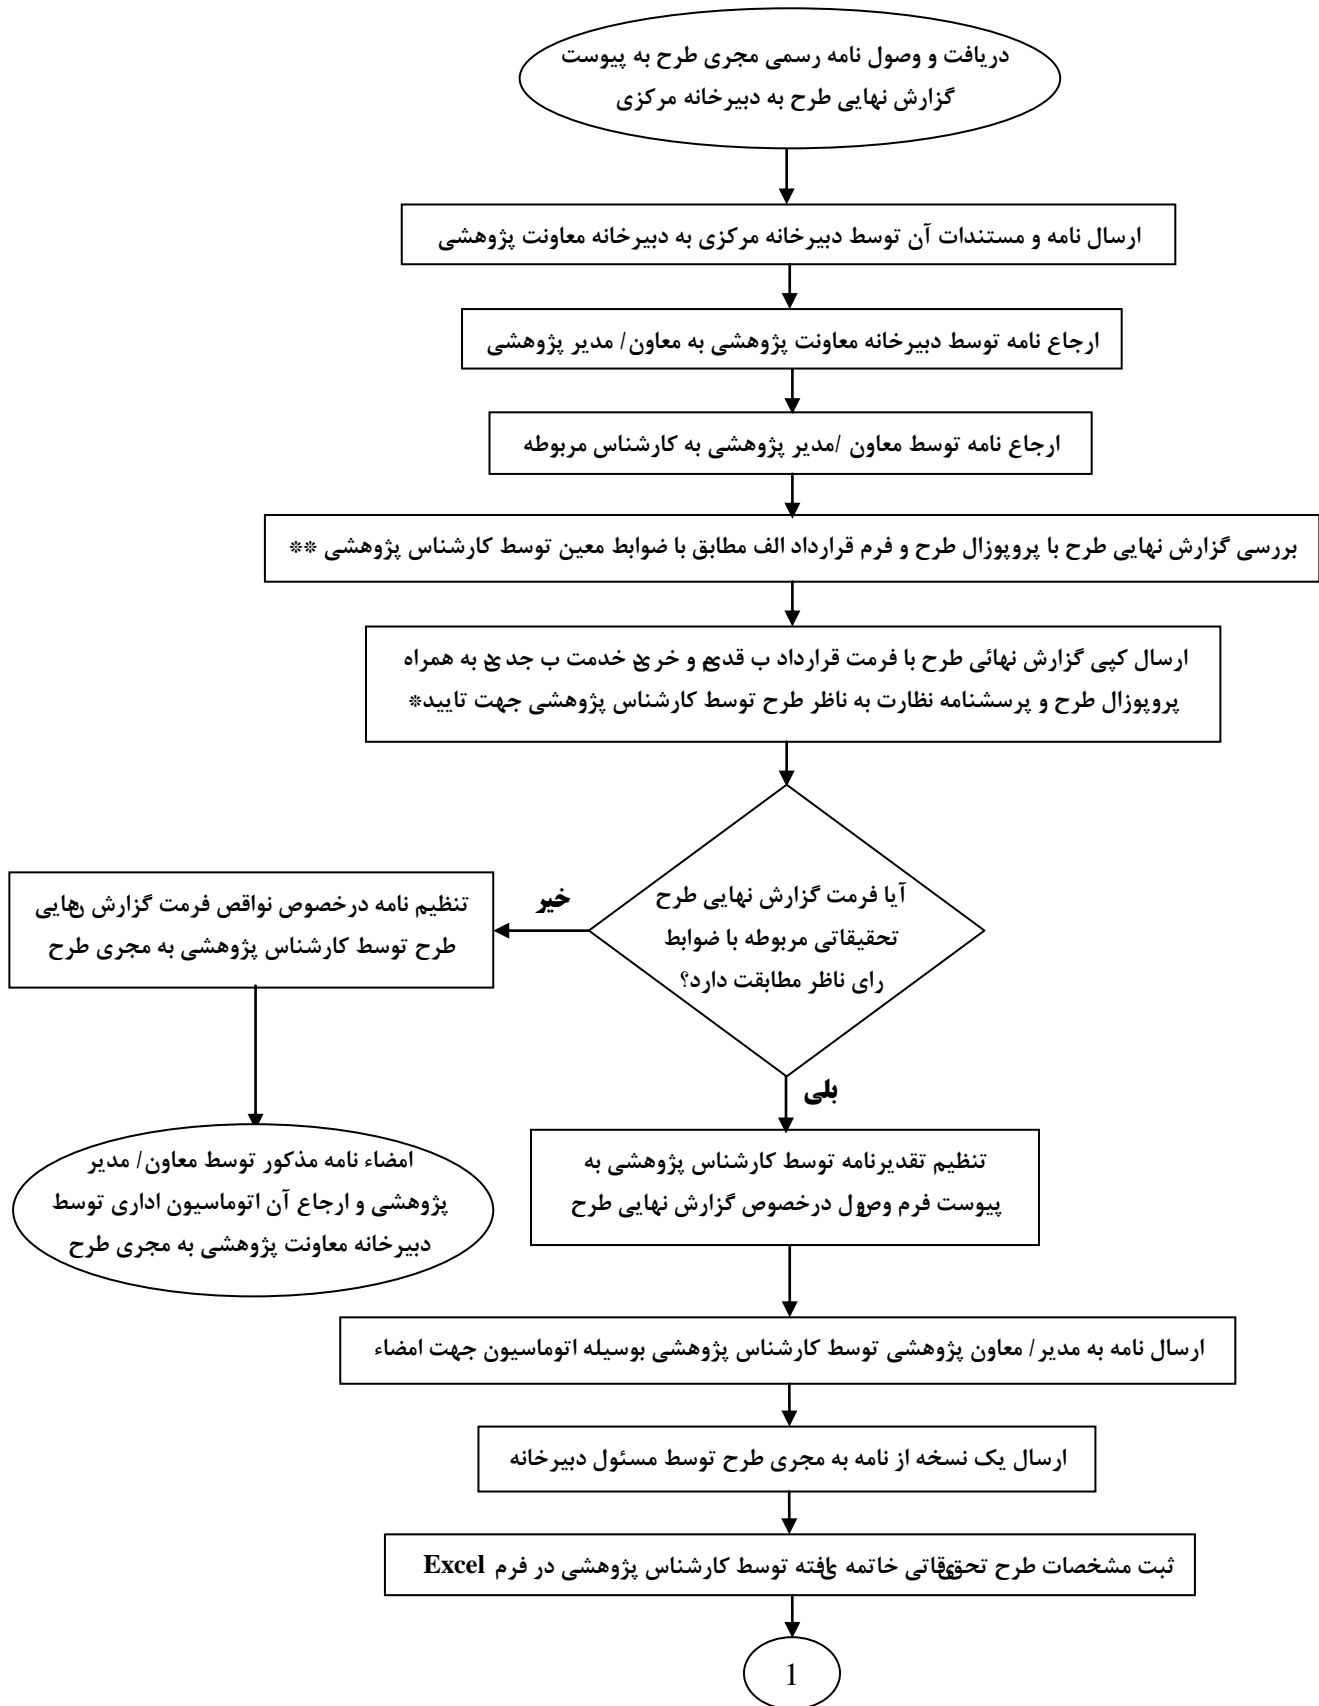 دریافت و وصول نامه رسمی مجری طرح به پیوست
گزارش نهایی طرح به دبیرخانه مرکزی
ارسال نامه و مستندات آن توسط دبیرخانه مرکزی به دبیرخانه معاونت پژوهشی
ارجاع نامه توسط دبیرخانه معاونت پژوهشی به معاون/ مدیر پژوهشی
ارجاع نامه توسط معاون /مدیر پژوهشی به کارشناس مربوطه
بررسی گزارش نهایی طرح با پروپوزال طرح و فرم قرارداد الف مطابق با ضوابط معین توسط کارشناس پژوهشی **
ارسال کپی گزارش نهائی طرح با فرمت قرارداد ب قدیم و خرید خدمت ب جدید به همراه
پروپوزال طرح و پرسشنامه نظارت به ناظر طرح توسط کارشناس پژوهشی جهت تایید*
آیا فرمت گزارش نهایی طرح
تحقیقاتی مربوطه با ضوابط
رای ناظر مطابقت دارد؟
خیر
تنظیم نامه درخصوص نواقص فرمت گزارش نهایی
طرح توسط کارشناس پژوهشی به مجری طرح
امضاء نامه مذکور توسط معاون/ مدیر
پژوهشی و ارجاع آن اتوماسیون اداری توسط
دبیرخانه معاونت پژوهشی به مجری طرح
بلی
تنظیم تقدیرنامه توسط کارشناس پژوهشی به
پیوست فرم وصول درخصوص گزارش نهایی طرح
ارسال نامه به مدیر/ معاون پژوهشی توسط کارشناس پژوهشی بوسیله اتوماسیون جهت امضاء
ارسال یک نسخه از نامه به مجری طرح توسط مسئول دبیرخانه
ثبت مشخصات طرح تحقیقاتی خاتمه یافته توسط کارشناس پژوهشی در فرم Excel
1